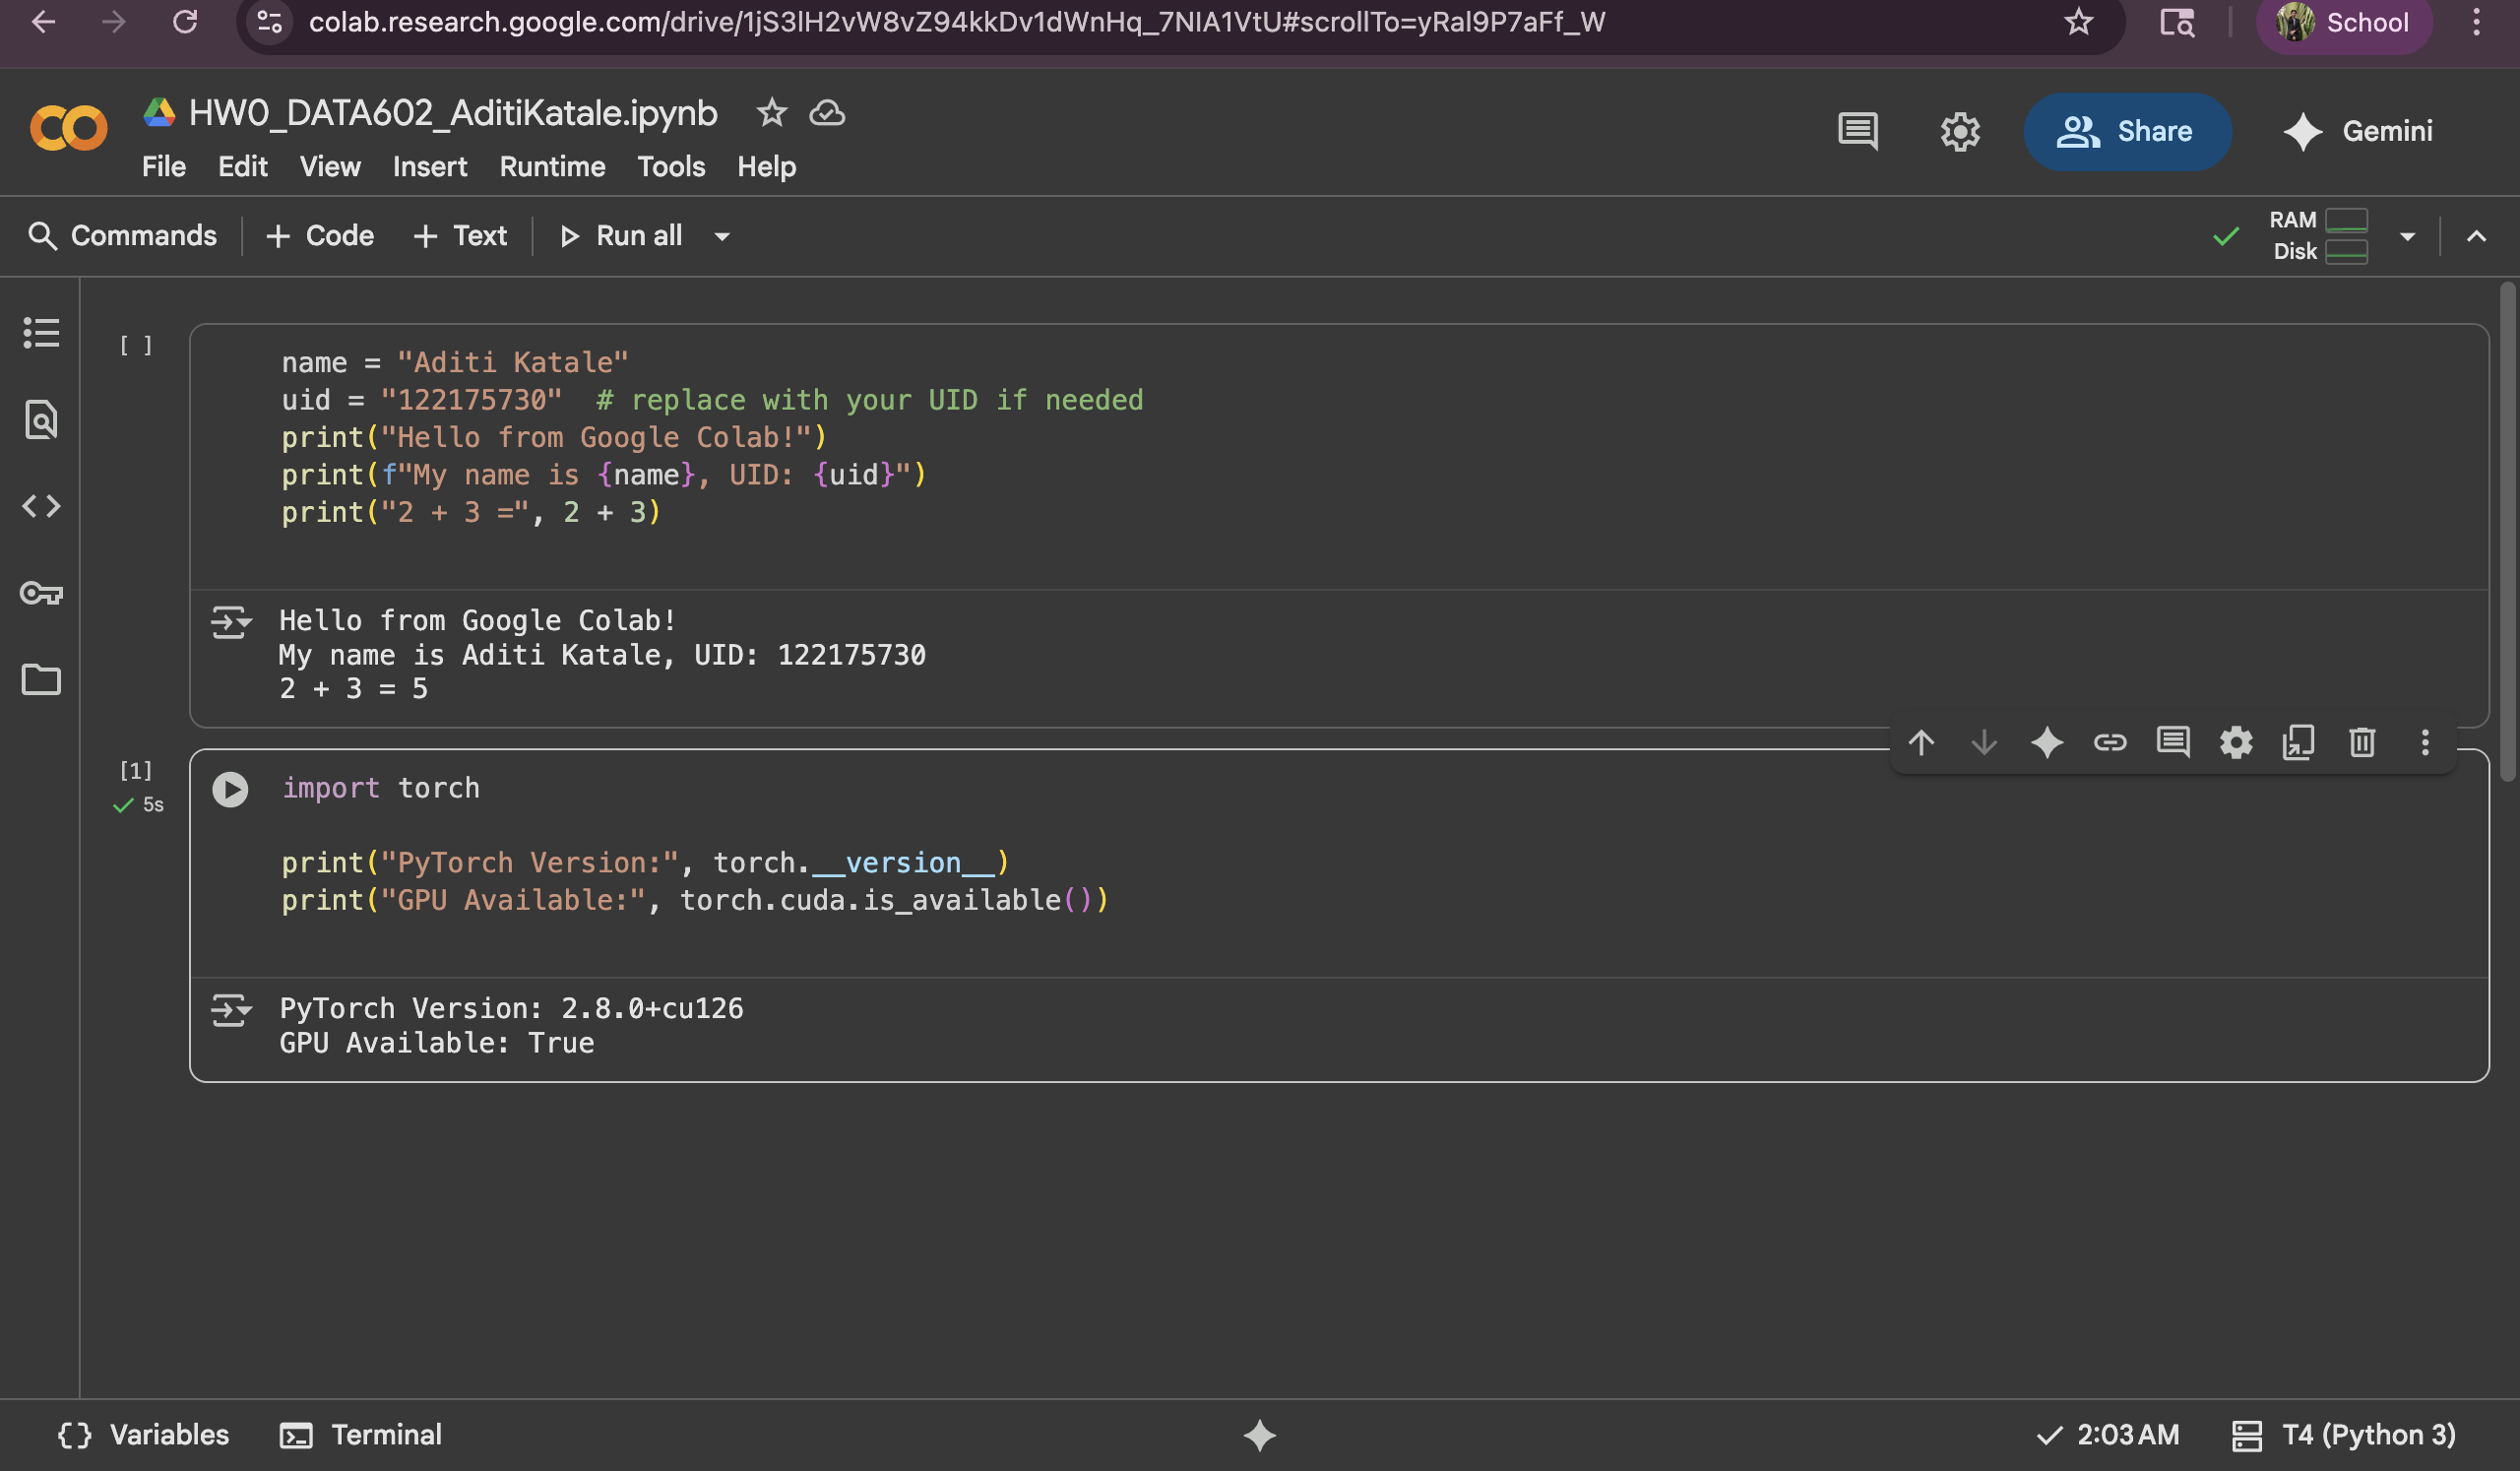 colab.research.google.com/drive/1jS3lH2vW8vZ94kkDv1dWnHq_7NIA1VtU#scrollTo=yRal9P7aFf_W
School
HW0_DATA602_AditiKatale.ipynb
File Edit View Insert Runtime Tools Help
Share
Gemini
Commands + Code + Text Run all
RAM
Disk
[ ]
name = "Aditi Katale"
uid = "122175730"  # replace with your UID if needed
print("Hello from Google Colab!")
print(f"My name is {name}, UID: {uid}")
print("2 + 3 =", 2 + 3)
Hello from Google Colab!
My name is Aditi Katale, UID: 122175730
2 + 3 = 5
[1]
5s
import torch
print("PyTorch Version:", torch.__version__)
print("GPU Available:", torch.cuda.is_available())
PyTorch Version: 2.8.0+cu126
GPU Available: True
{} Variables Terminal
2:03 AM T4 (Python 3)